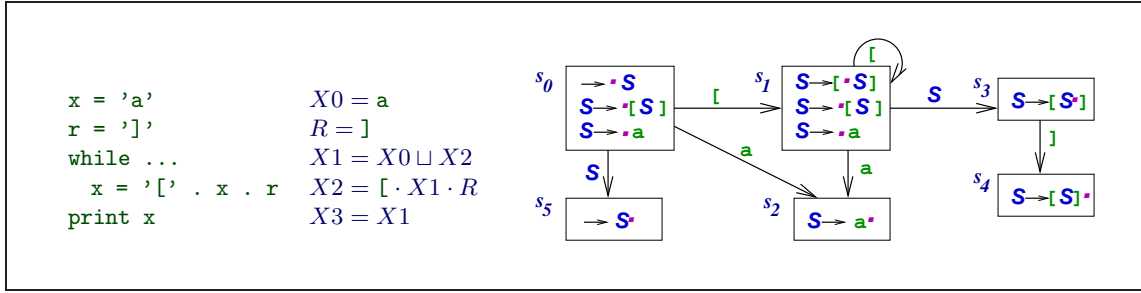 x = 'a'
r = ']'
while ...
x = '[' . x . r
print x
X0 = a
R = ]
X1 = X0 ⊔ X2
X2 = [ · X1 · R
X3 = X1
s0
→ ▪ S
S → ▪ [ S ]
S → ▪ a
[
a
S
s1
S → [ ▪ S ]
S → ▪ [ S ]
S → ▪ a
[
S
a
s3
S → [ S ▪ ]
]
s4
S → [ S ] ▪
s5
→ S ▪
s2
S → a ▪